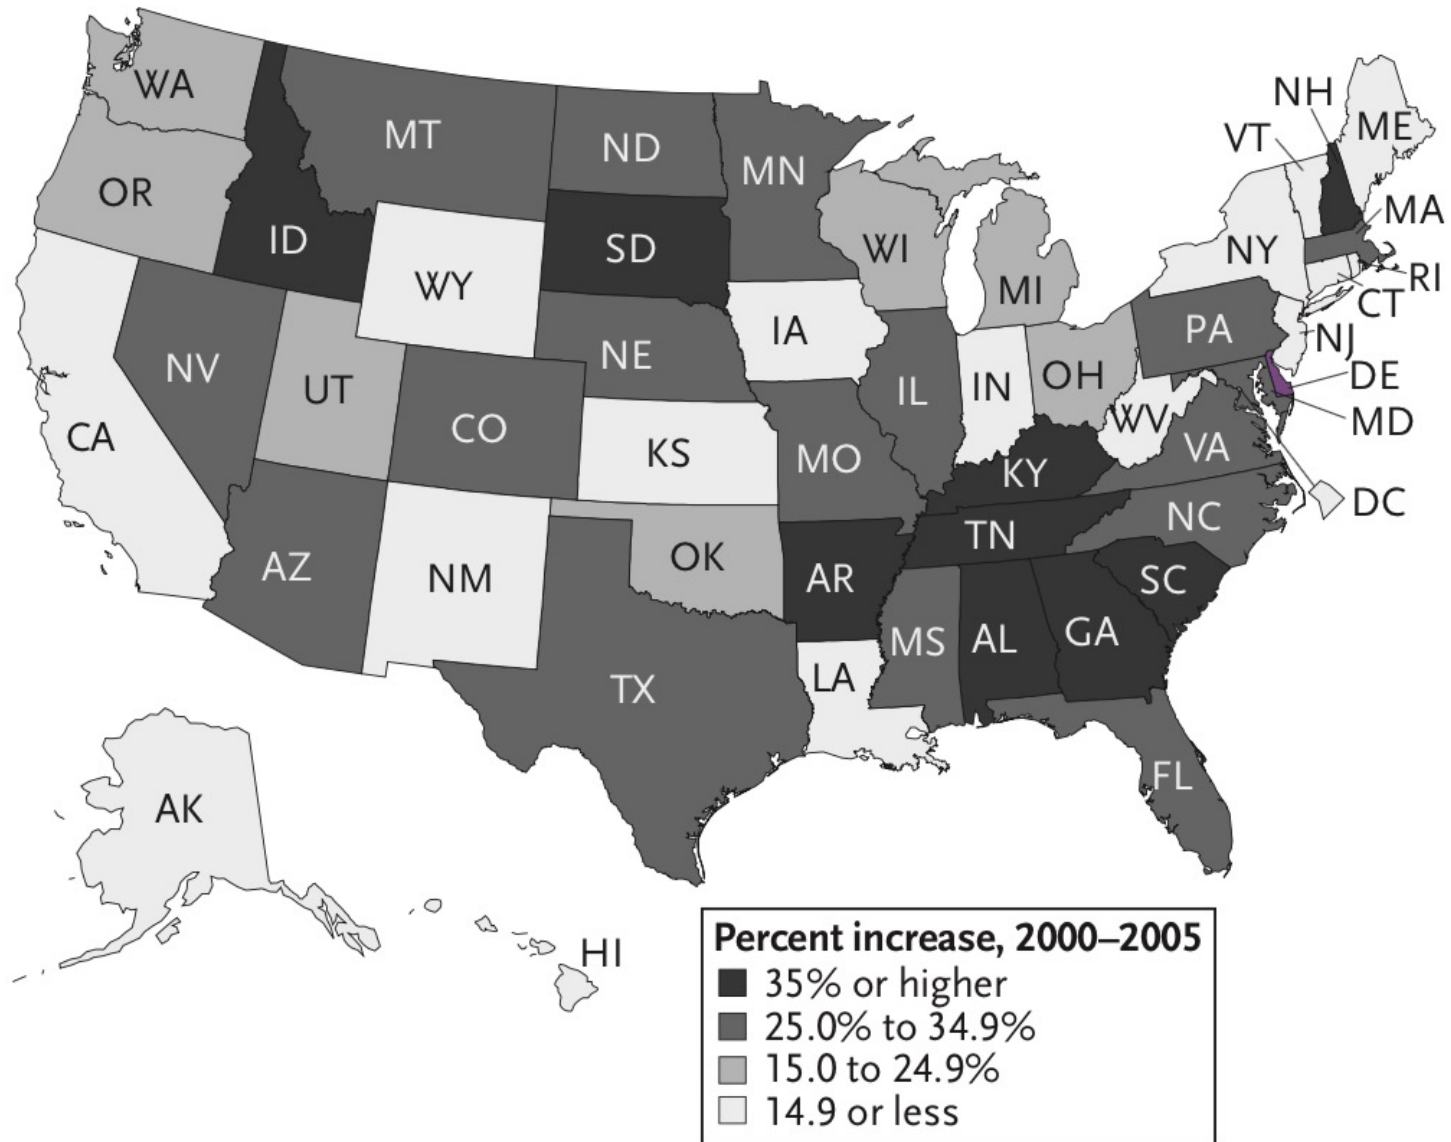 WA
MT
ND
MN
NH
VT
ME
OR
ID
SD
WI
MI
NY
MA
RI
CT
WY
IA
NE
PA
NJ
NV
UT
CO
IL
IN
OH
DE
MD
CA
KS
MO
WV
VA
KY
DC
AZ
NM
OK
AR
TN
NC
SC
MS
AL
GA
TX
LA
FL
AK
HI
Percent increase, 2000–2005
35% or higher
25.0% to 34.9%
15.0 to 24.9%
14.9 or less